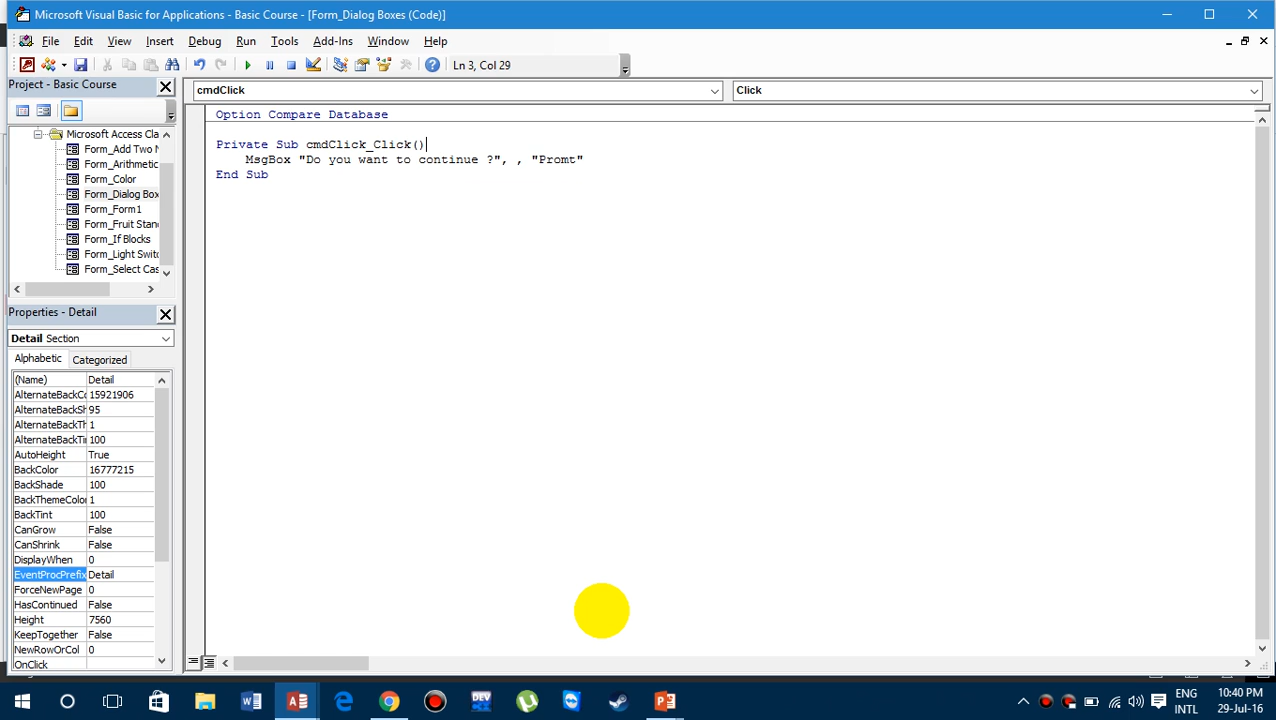 Microsoft Visual Basic for Applications - Basic Course - [Form_Dialog Boxes (Code)]
File Edit View Insert Debug Run Tools Add-Ins Window Help
Ln 3, Col 29
Project - Basic Course
cmdClick
Click
Microsoft Access Cla
Form_Add Two N
Form_Arithmetic
Form_Color
Form_Dialog Box
Form_Form1
Form_Fruit Stan
Form_If Blocks
Form_Light Switc
Form_Select Cas
Option Compare Database
Private Sub cmdClick_Click()
MsgBox "Do you want to continue ?", , "Promt"
End Sub
Properties - Detail
Detail Section
Alphabetic Categorized
(Name) Detail
AlternateBackCo 15921906
AlternateBackSh 95
AlternateBackTh 1
AlternateBackTin 100
AutoHeight True
BackColor 16777215
BackShade 100
BackThemeColor 1
BackTint 100
CanGrow False
CanShrink False
DisplayWhen 0
EventProcPrefix Detail
ForceNewPage 0
HasContinued False
Height 7560
KeepTogether False
NewRowOrCol 0
OnClick
DEV
ENG
INTL
10:40 PM
29-Jul-16